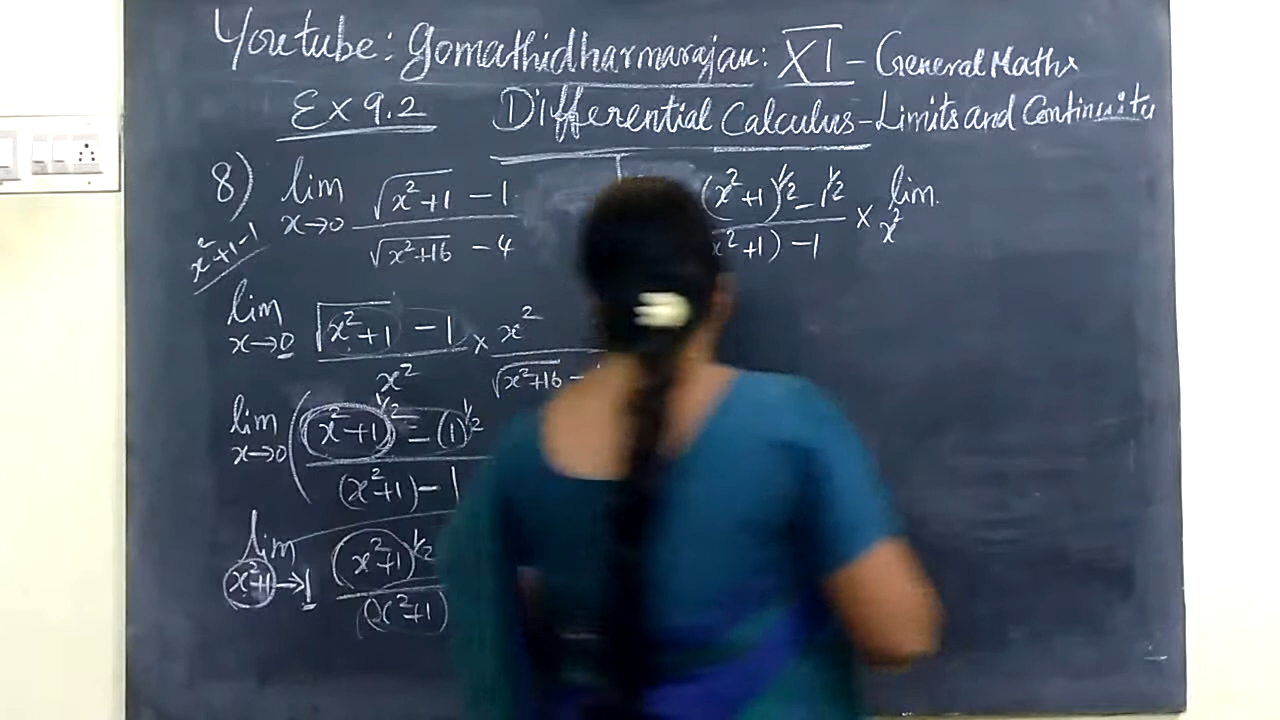 Youtube: Gomathidharmarajan: XI - General Maths
Ex 9.2 Differential Calculus - Limits and Continuity
8) lim x→0 √(x²+1) - 1 / √(x²+16) - 4
x²+1-1
lim x→0 √(x²+1) - 1 / x² × x² / √(x²+16) -
lim x→0 ((x²+1)^1/2 - (1)^1/2 / (x²+1) - 1
lim x²+1→1 (x²+1)^1/2 / (x²+1)
(x²+1)^1/2 - 1^1/2 / (x²+1) - 1 × lim x²